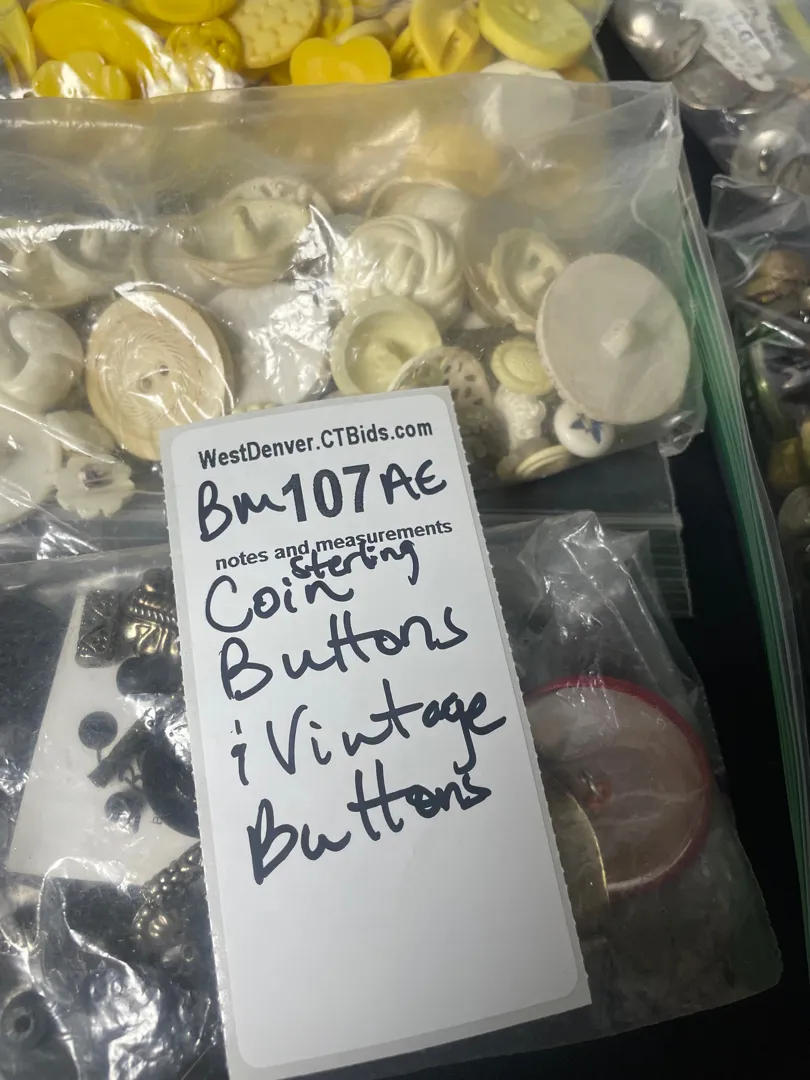 WestDenver.CTBids.com
BM107AE
notes and measurements
sterling
Coin
Buttons
i Vintage
Buttons